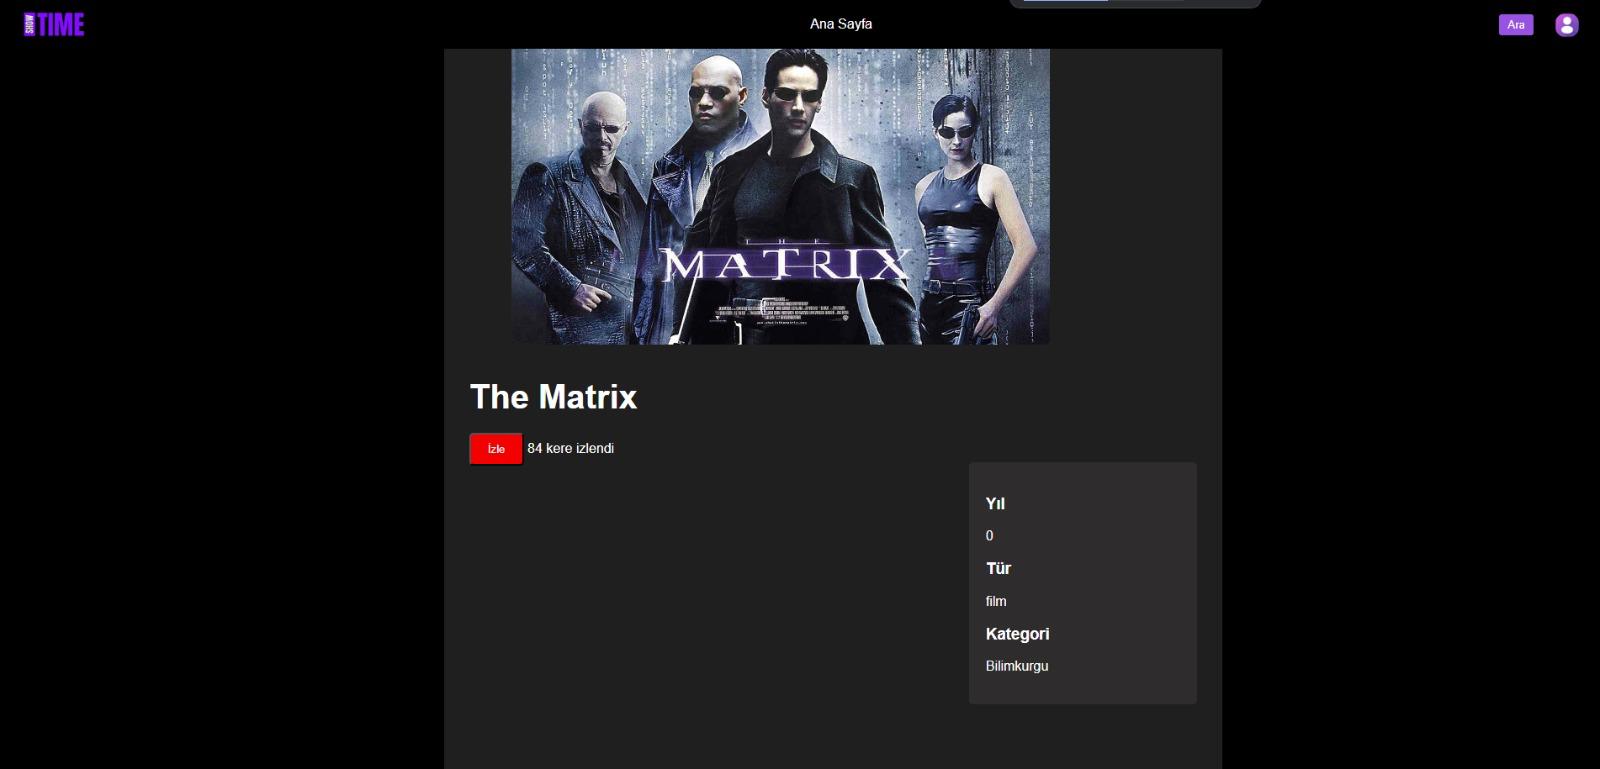 SHOW TIME
Ana Sayfa
Ara
THE
MATRIX
The Matrix
İzle 84 kere izlendi
Yıl
0
Tür
film
Kategori
Bilimkurgu